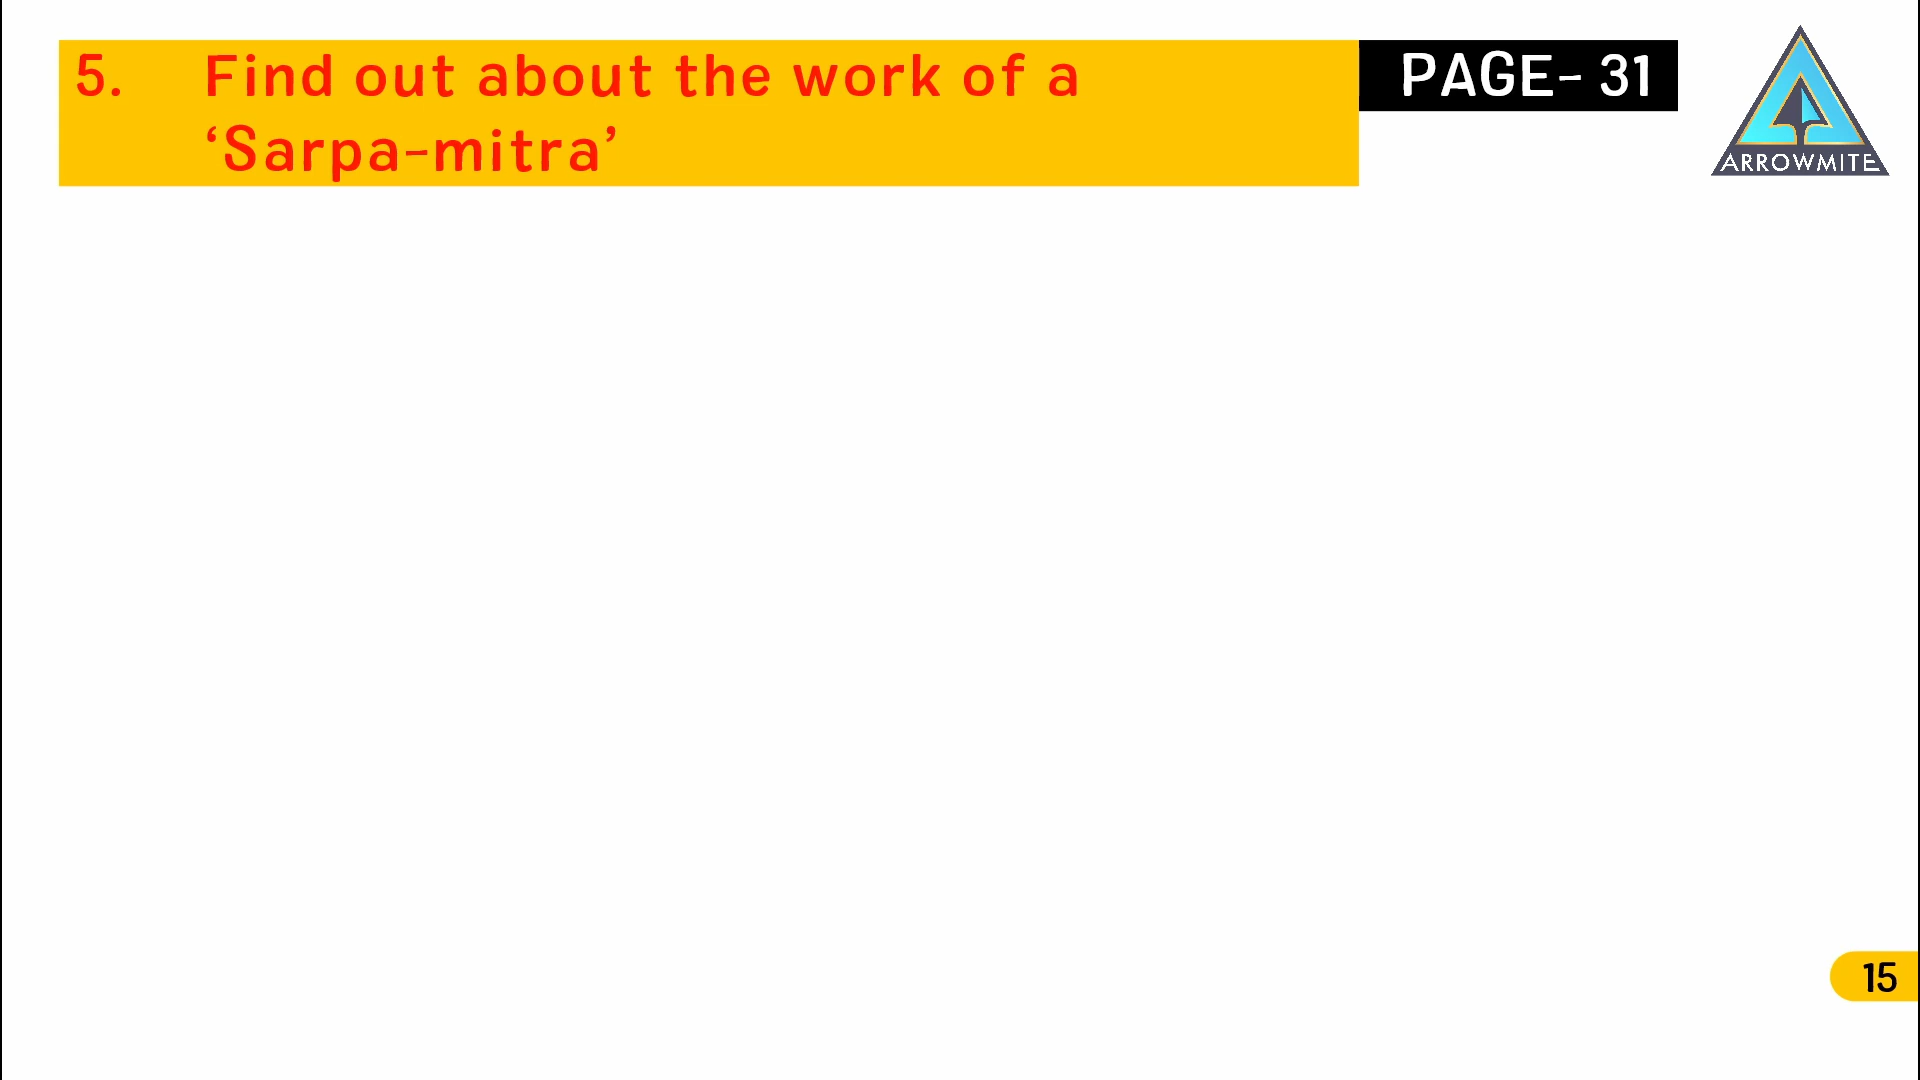 5. Find out about the work of a
‘Sarpa-mitra’
PAGE- 31
ARROWMITE
15